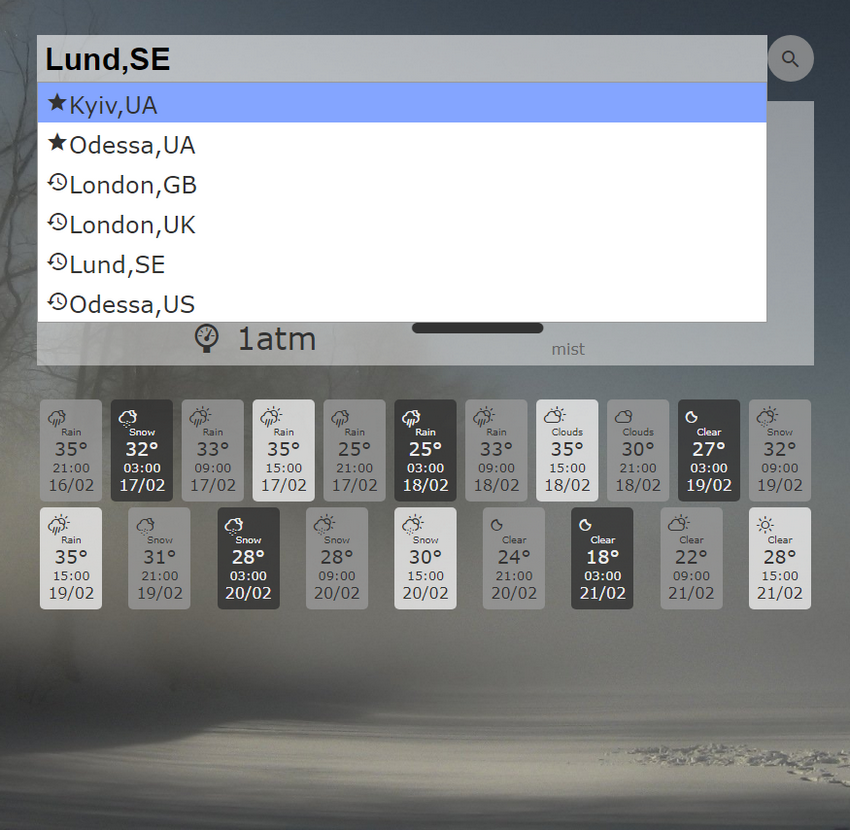 Lund,SE
Kyiv,UA
Odessa,UA
London,GB
London,UK
Lund,SE
Odessa,US
1atm
mist
Rain Snow Rain Rain Rain Rain Rain Clouds Clouds Clear Snow
35° 32° 33° 35° 25° 25° 33° 35° 30° 27° 32°
21:00 03:00 09:00 15:00 21:00 03:00 09:00 15:00 21:00 03:00 09:00
16/02 17/02 17/02 17/02 17/02 18/02 18/02 18/02 18/02 19/02 19/02
Rain Snow Snow Snow Snow Clear Clear Clear Clear
35° 31° 28° 28° 30° 24° 18° 22° 28°
15:00 21:00 03:00 09:00 15:00 21:00 03:00 09:00 15:00
19/02 19/02 20/02 20/02 20/02 20/02 21/02 21/02 21/02